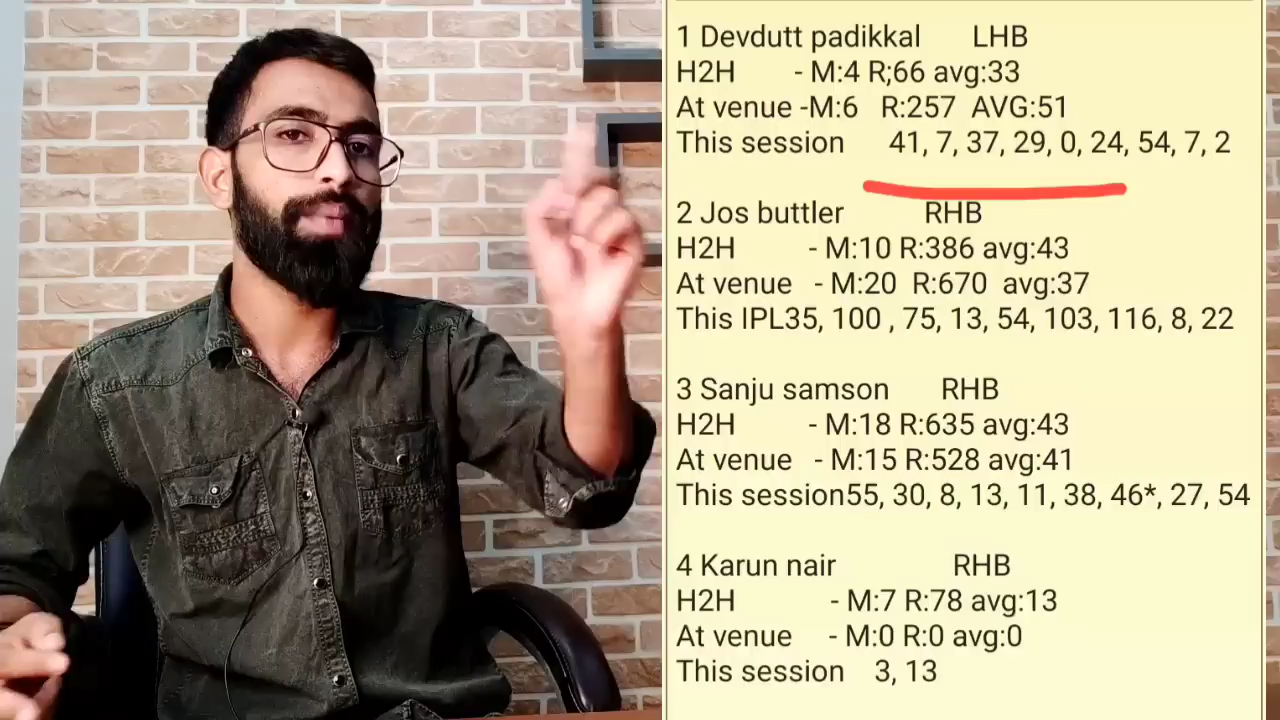 1 Devdutt padikkal LHB
H2H - M:4 R;66 avg:33
At venue -M:6 R:257 AVG:51
This session 41, 7, 37, 29, 0, 24, 54, 7, 2
2 Jos buttler RHB
H2H - M:10 R:386 avg:43
At venue - M:20 R:670 avg:37
This IPL35, 100 , 75, 13, 54, 103, 116, 8, 22
3 Sanju samson RHB
H2H - M:18 R:635 avg:43
At venue - M:15 R:528 avg:41
This session55, 30, 8, 13, 11, 38, 46*, 27, 54
4 Karun nair RHB
H2H - M:7 R:78 avg:13
At venue - M:0 R:0 avg:0
This session 3, 13